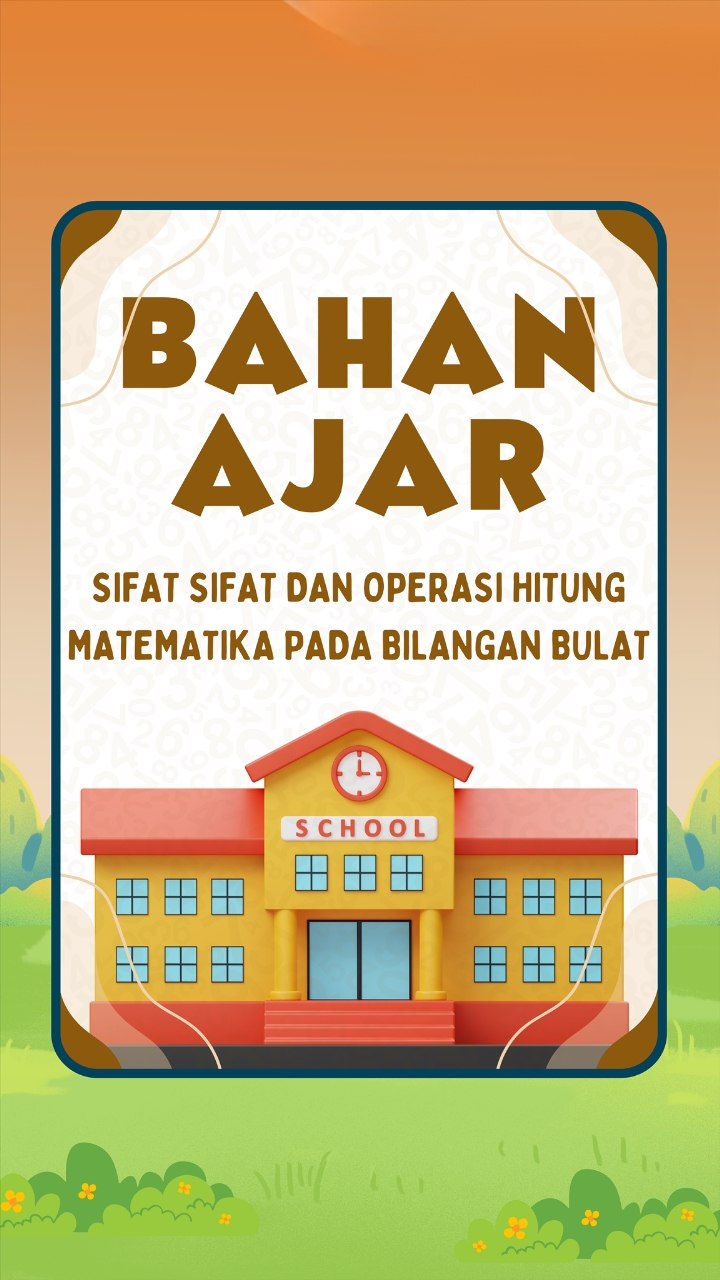 BAHAN
AJAR
SIFAT SIFAT DAN OPERASI HITUNG
MATEMATIKA PADA BILANGAN BULAT
SCHOOL